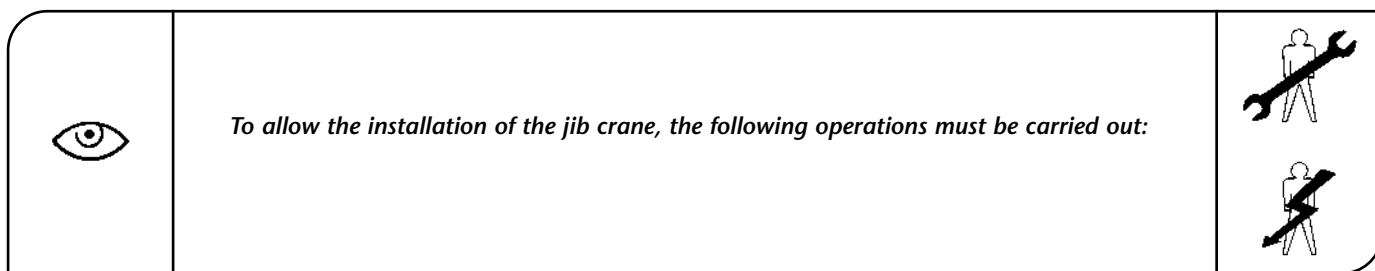 To allow the installation of the jib crane, the following operations must be carried out: